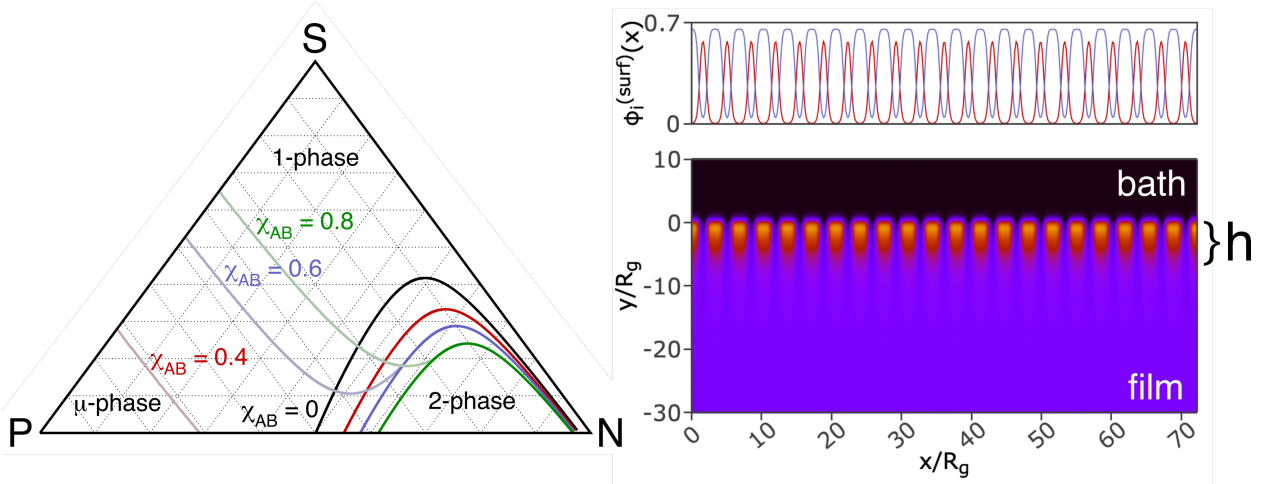 S
1-phase
χAB = 0.8
χAB = 0.6
χAB = 0.4
μ-phase
χAB = 0
2-phase
P
N
0.7
ϕi(surf)(x)
0
10
bath
0
}h
y/Rg
-10
-20
film
-30
0 10 20 30 40 50 60 70
x/Rg